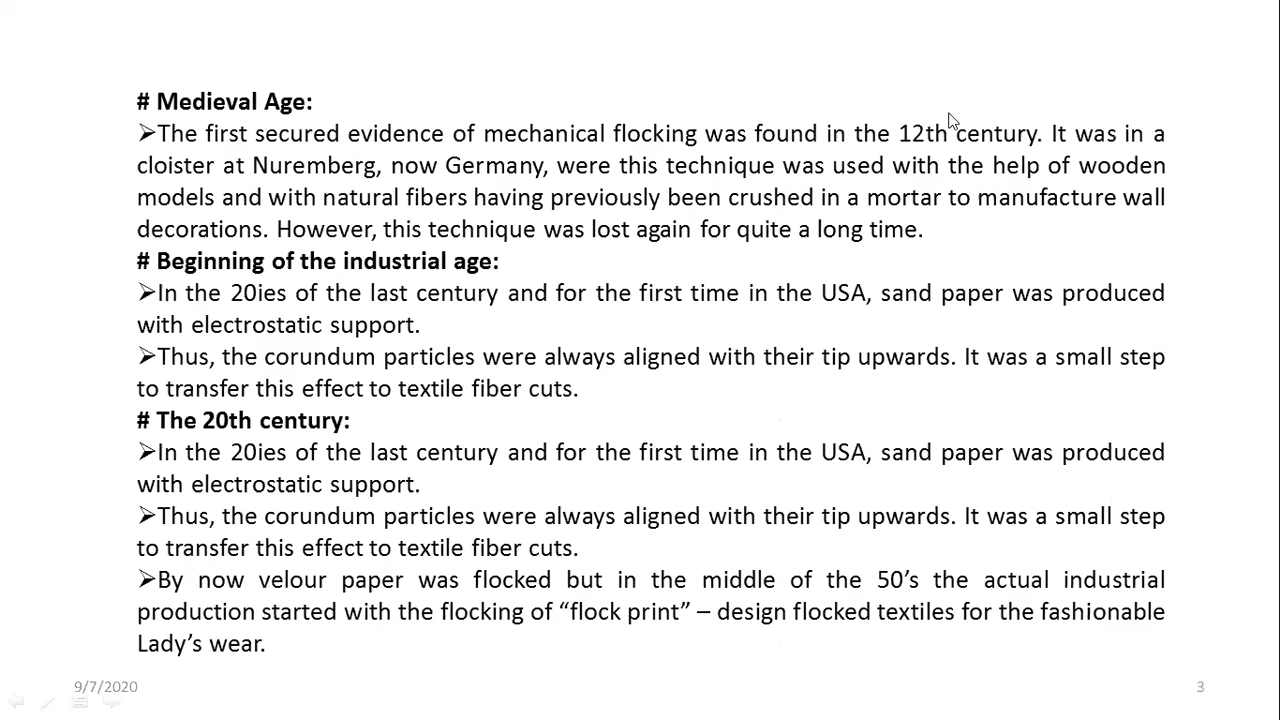 # Medieval Age:
➢The first secured evidence of mechanical flocking was found in the 12th century. It was in a
cloister at Nuremberg, now Germany, were this technique was used with the help of wooden
models and with natural fibers having previously been crushed in a mortar to manufacture wall
decorations. However, this technique was lost again for quite a long time.
# Beginning of the industrial age:
➢In the 20ies of the last century and for the first time in the USA, sand paper was produced
with electrostatic support.
➢Thus, the corundum particles were always aligned with their tip upwards. It was a small step
to transfer this effect to textile fiber cuts.
# The 20th century:
➢In the 20ies of the last century and for the first time in the USA, sand paper was produced
with electrostatic support.
➢Thus, the corundum particles were always aligned with their tip upwards. It was a small step
to transfer this effect to textile fiber cuts.
➢By now velour paper was flocked but in the middle of the 50’s the actual industrial
production started with the flocking of “flock print” – design flocked textiles for the fashionable
Lady’s wear.
9/7/2020
3